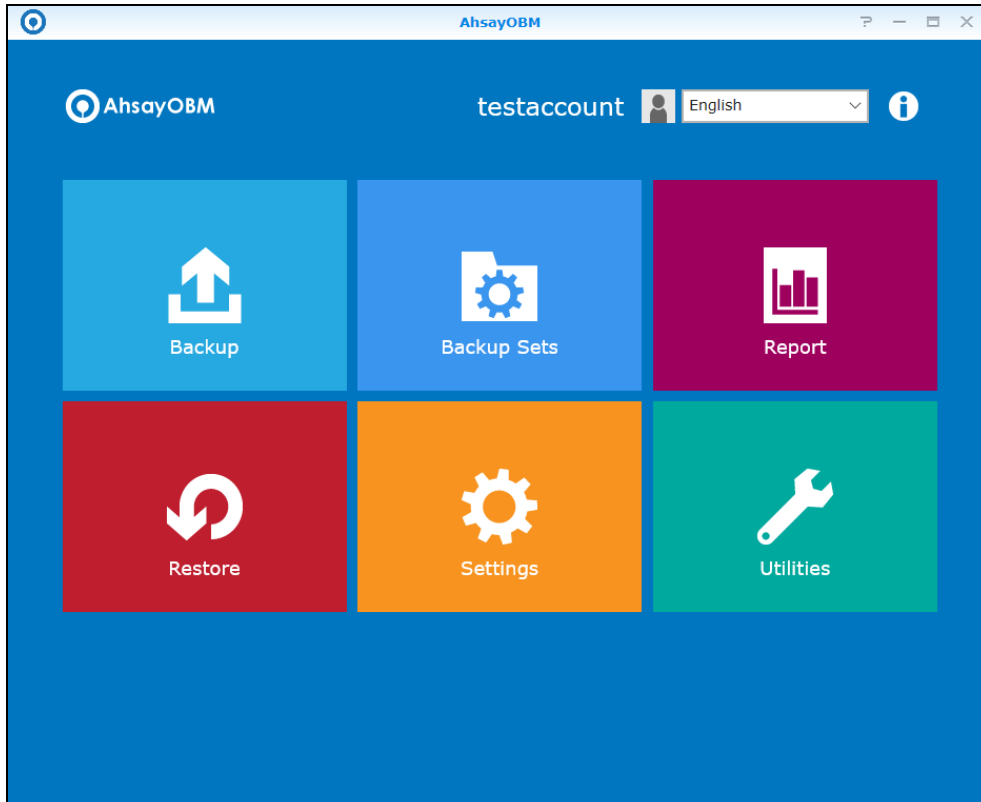 AhsayOBM
AhsayOBM
testaccount
English
Backup
Backup Sets
Report
Restore
Settings
Utilities